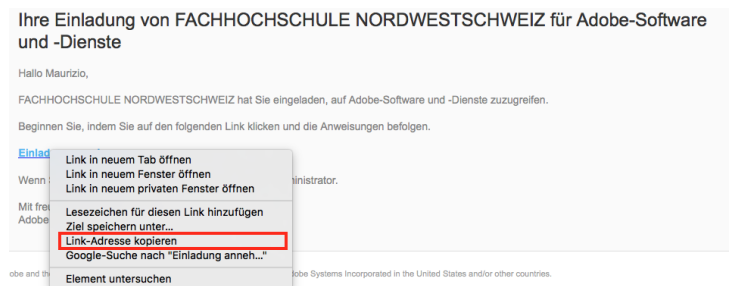 Ihre Einladung von FACHHOCHSCHULE NORDWESTSCHWEIZ für Adobe-Software
und -Dienste
Hallo Maurizio,
FACHHOCHSCHULE NORDWESTSCHWEIZ hat Sie eingeladen, auf Adobe-Software und -Dienste zuzugreifen.
Beginnen Sie, indem Sie auf den folgenden Link klicken und die Anweisungen befolgen.
Link in neuem Tab öffnen
Link in neuem Fenster öffnen
Wenn
Link in neuem privaten Fenster öffnen
Mit
Lesezeichen für diesen Link hinzufügen
Adobe
Ziel speichern unter...
Link-Adresse kopieren
Google-Suche nach "Einladung anneh..."
and Systems Incorporated in the United States and/or other countries.
Element untersuchen